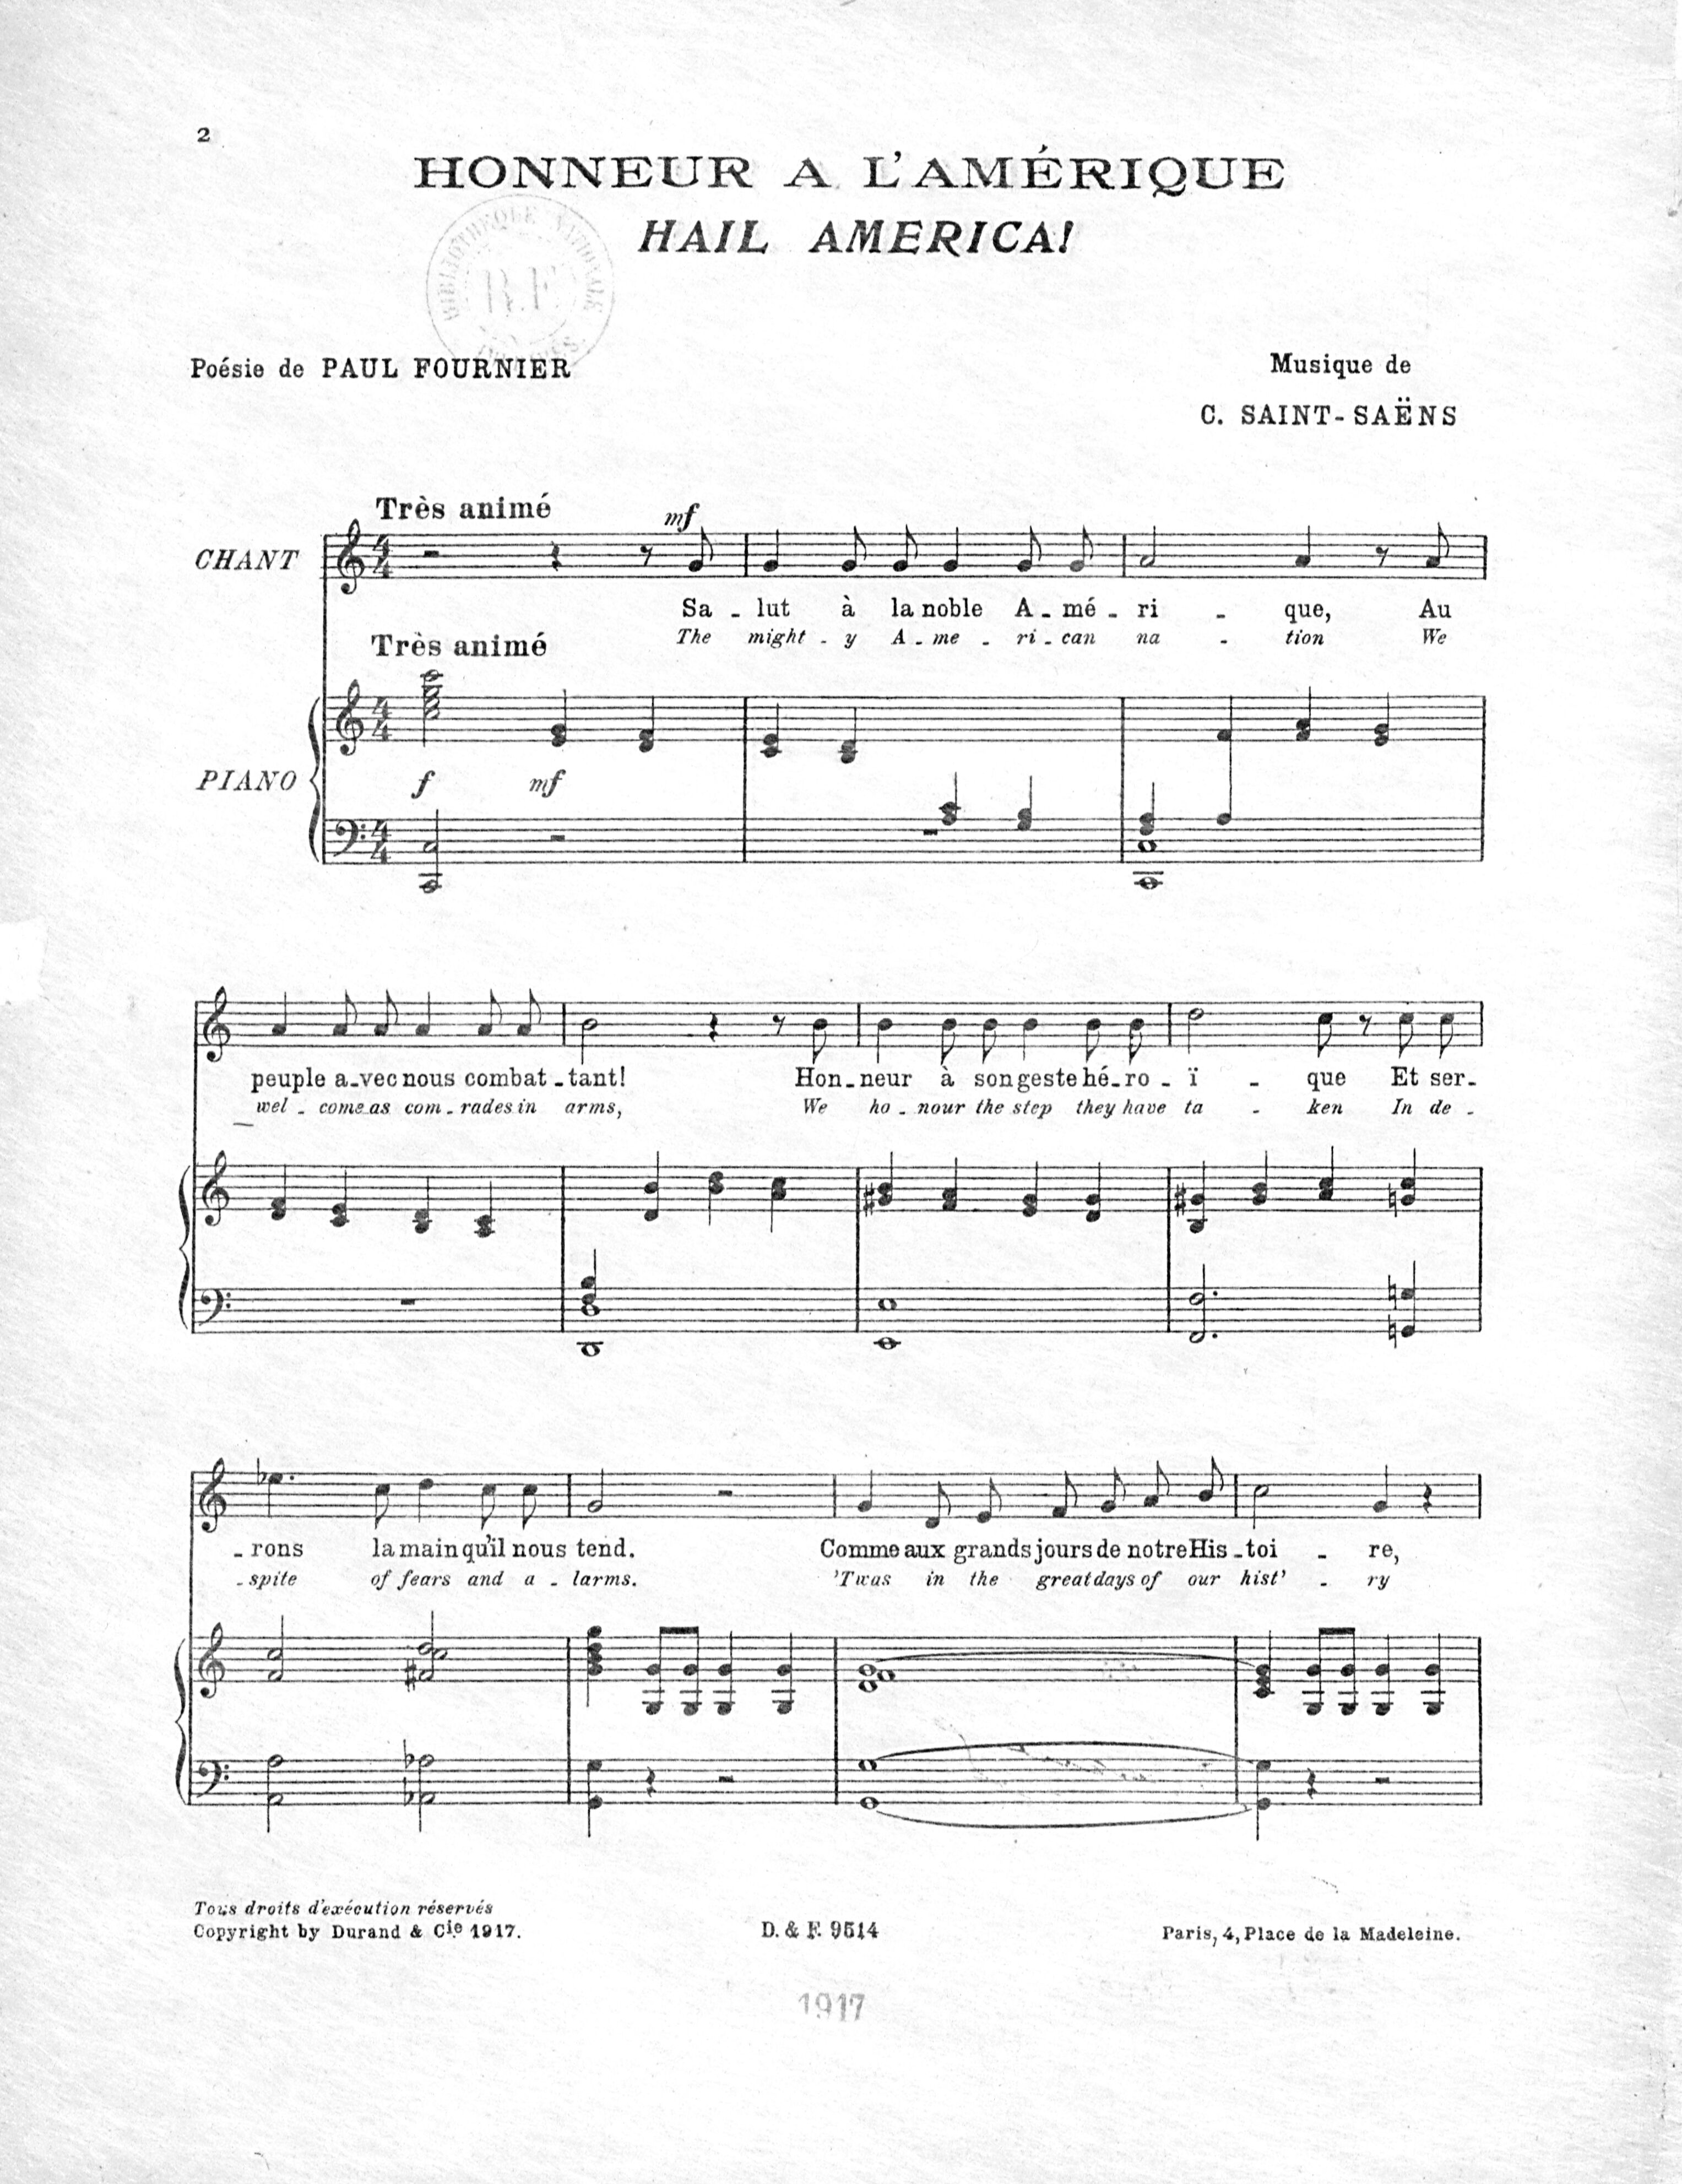 2
HONNEUR A L'AMÉRIQUE
HAIL AMERICA!
BIBLIOTHEQUE NATIONALE
R.F.
Poésie de PAUL FOURNIER
Musique de
C. SAINT-SAËNS
Très animé
mf
CHANT
Sa - lut à la noble A - mé - ri - que, Au
The might - y A - me - ri - can na - tion We
Très animé
PIANO
f mf
peuple a - vec nous combat - tant! Hon - neur à son geste hé - ro - ï - que Et ser -
wel - come as com - rades in arms, We ho - nour the step they have ta - ken In de -
- rons la main qu'il nous tend. Comme aux grands jours de notre His - toi - re,
- spite of fears and a - larms. 'Twas in the great days of our hist' - ry
Tous droits d'exécution réservés
Copyright by Durand & Cie 1917.
D. & F. 9514
Paris, 4, Place de la Madeleine.
1917